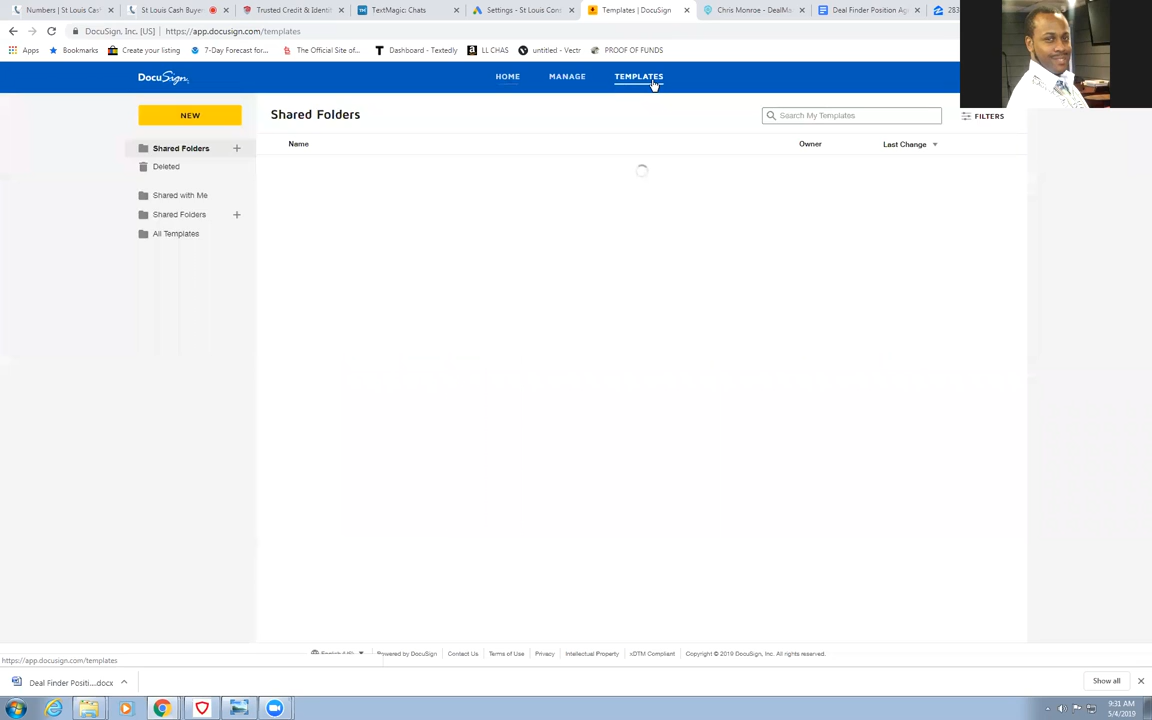 Numbers | St Louis Cas
St Louis Cash Buyer
Trusted Credit & Identi
TextMagic: Chats
Settings - St Louis Cons
Templates | DocuSign
Chris Monroe - DealMa
Deal Finder Position Ag
283
DocuSign, Inc. [US] | https://app.docusign.com/templates
Apps
Bookmarks
Create your listing
7-Day Forecast for...
The Official Site of...
Dashboard - Textedly
LL CHAS
untitled - Vectr
PROOF OF FUNDS
DocuSign
HOME
MANAGE
TEMPLATES
NEW
Shared Folders
Search My Templates
FILTERS
Shared Folders
Name
Owner
Last Change
Deleted
Shared with Me
Shared Folders
All Templates
Powered by DocuSign
Contact Us
Terms of Use
Privacy
Intellectual Property
xDTM Compliant
Copyright © 2019 DocuSign, Inc. All rights reserved.
https://app.docusign.com/templates
Deal Finder Positi....docx
Show all
9:31 AM
5/4/2019